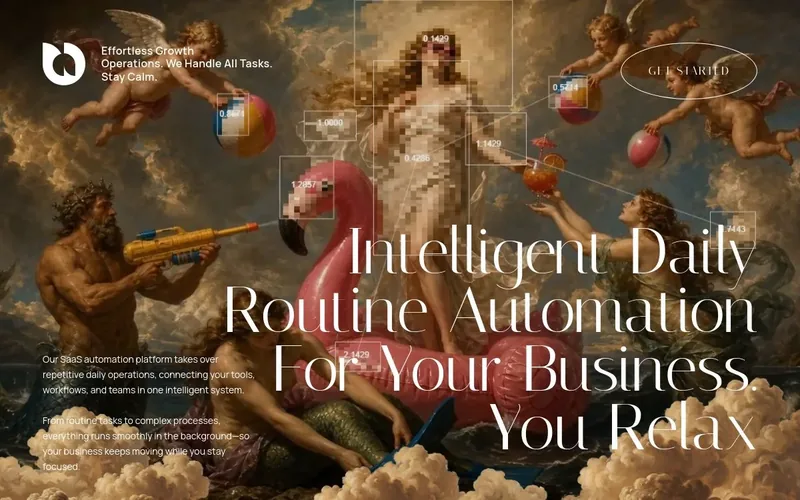 Effortless Growth
Operations. We Handle All Tasks.
Stay Calm.
GET STARTED
0.1429
0.5714
1.0000
1.1429
0.4286
1.2857
Intelligent Daily
Routine Automation
For Your Business.
You Relax
2.1429
Our SaaS automation platform takes over
repetitive daily operations, connecting your tools,
workflows, and teams in one intelligent system.
From routine tasks to complex processes,
everything runs smoothly in the background—so
your business keeps moving while you stay
focused.